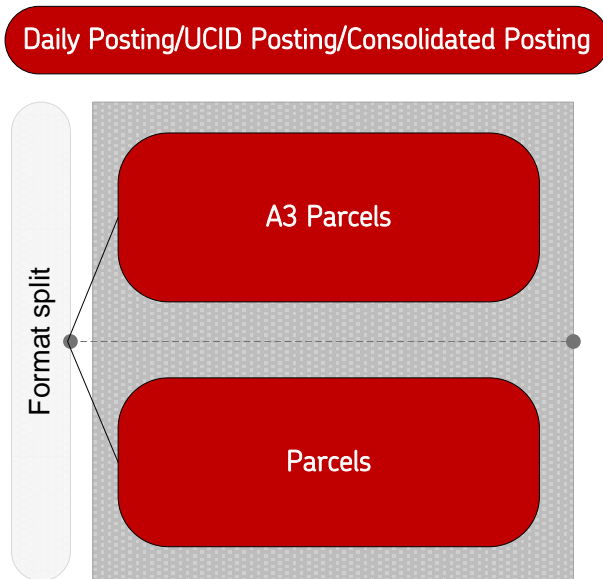 Daily Posting/UCID Posting/Consolidated Posting
A3 Parcels
Format split
Parcels